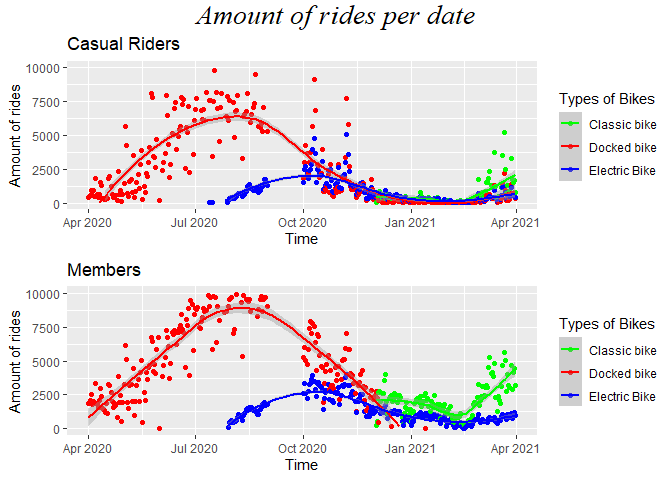 Amount of rides per date
Casual Riders
Amount of rides
10000
7500
5000
2500
0
Apr 2020
Jul 2020
Oct 2020
Jan 2021
Apr 2021
Time
Types of Bikes
Classic bike
Docked bike
Electric Bike
Members
Amount of rides
10000
7500
5000
2500
0
Apr 2020
Jul 2020
Oct 2020
Jan 2021
Apr 2021
Time
Types of Bikes
Classic bike
Docked bike
Electric Bike